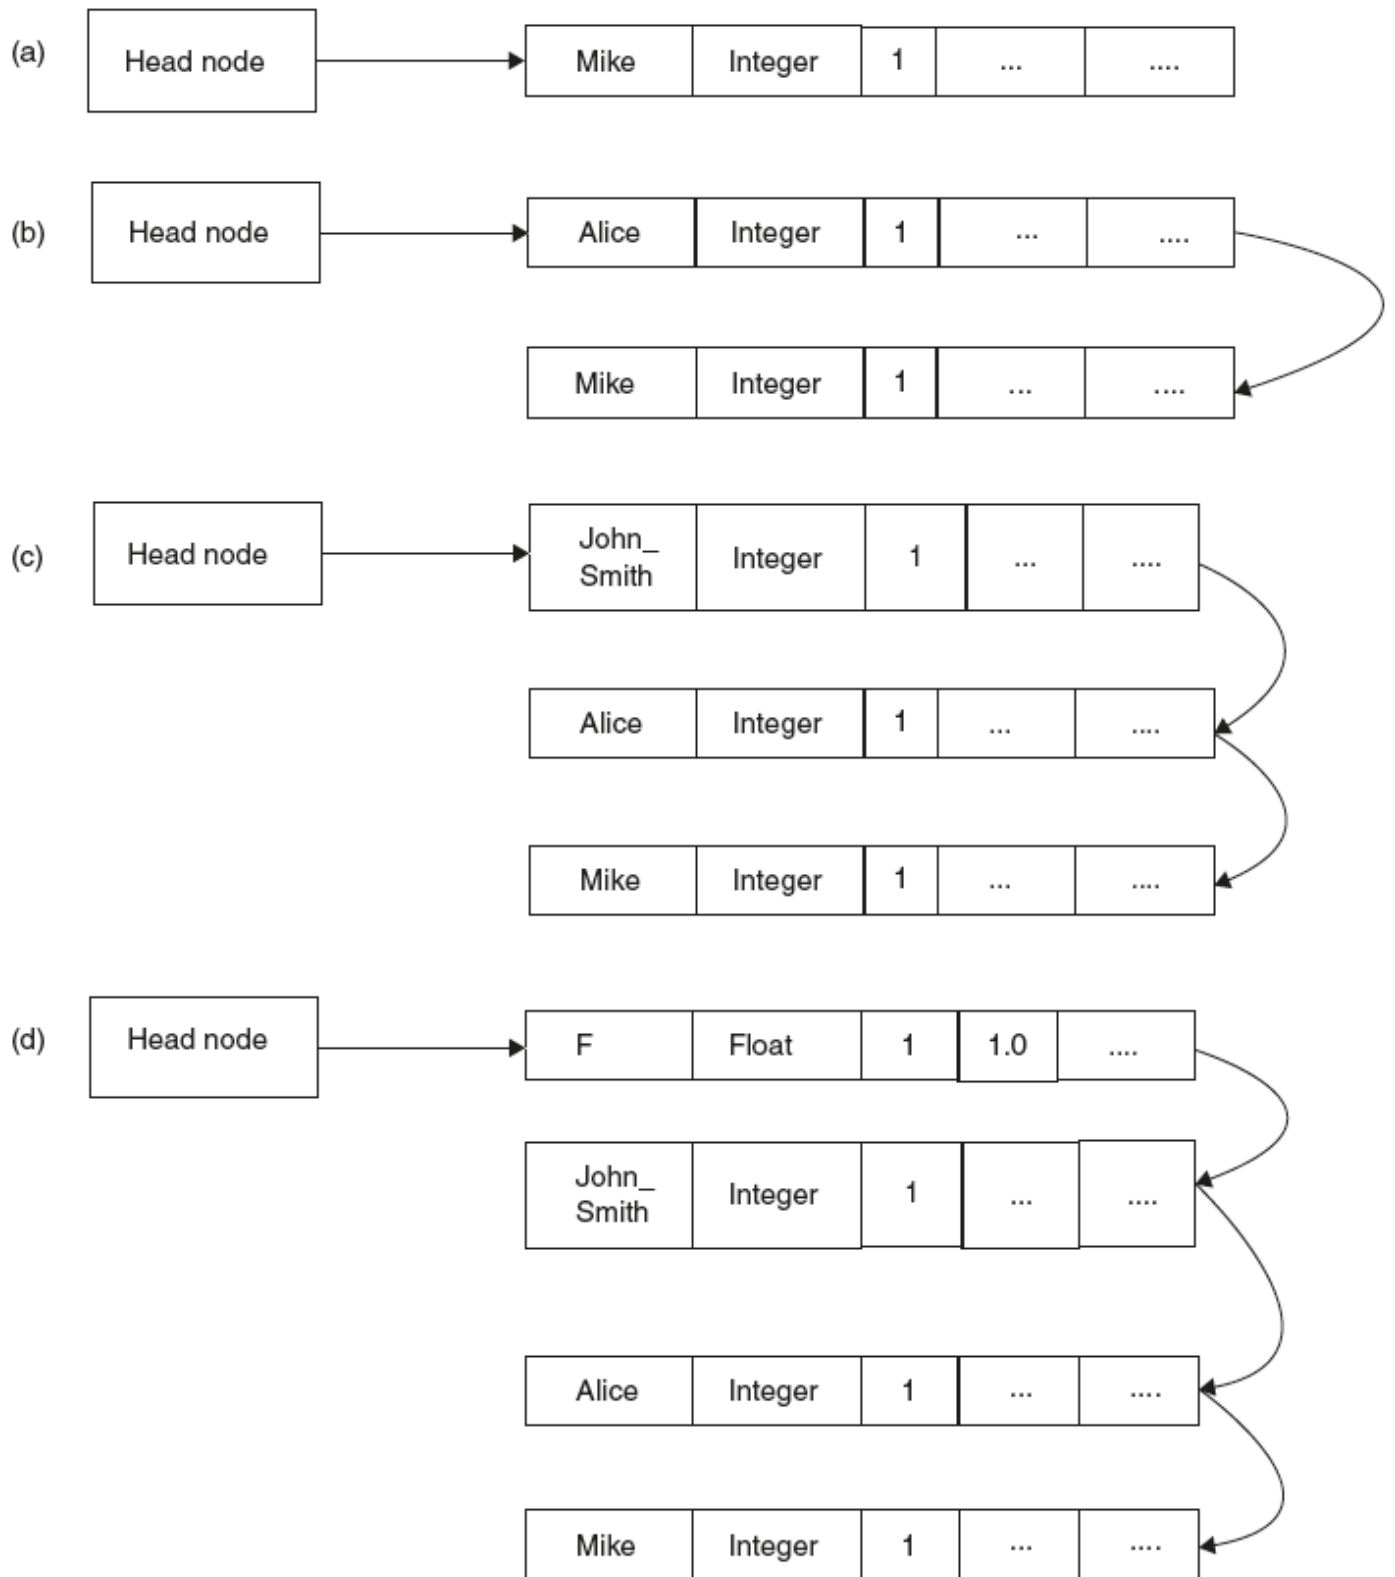 (a) Head node Mike Integer 1 ... ....
(b) Head node Alice Integer 1 ... ....
Mike Integer 1 ... ....
(c) Head node John_ Integer 1 ... ....
Smith
Alice Integer 1 ... ....
Mike Integer 1 ... ....
(d) Head node F Float 1 1.0 ....
John_ Integer 1 ... ....
Smith
Alice Integer 1 ... ....
Mike Integer 1 ... ....